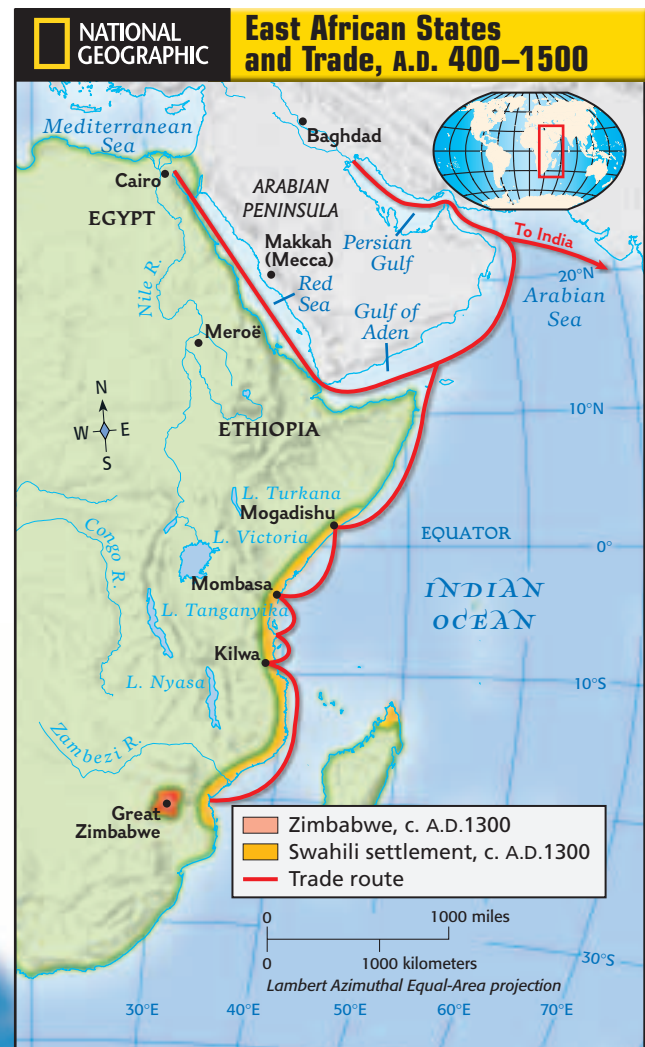 NATIONAL
GEOGRAPHIC
East African States
and Trade, A.D. 400–1500
Mediterranean
Sea
Baghdad
Cairo
ARABIAN
PENINSULA
EGYPT
Makkah
(Mecca)
Persian
Gulf
To India
20°N
Arabian
Sea
Nile R.
Red
Sea
Gulf of
Aden
Meroë
N
W E
S
10°N
ETHIOPIA
L. Turkana
Mogadishu
L. Victoria
EQUATOR
0°
Congo R.
Mombasa
INDIAN
OCEAN
L. Tanganyika
Kilwa
L. Nyasa
10°S
Zambezi R.
Great
Zimbabwe
Zimbabwe, c. A.D.1300
Swahili settlement, c. A.D.1300
Trade route
0 1000 miles
0 1000 kilometers
Lambert Azimuthal Equal-Area projection
30°S
30°E 40°E 50°E 60°E 70°E